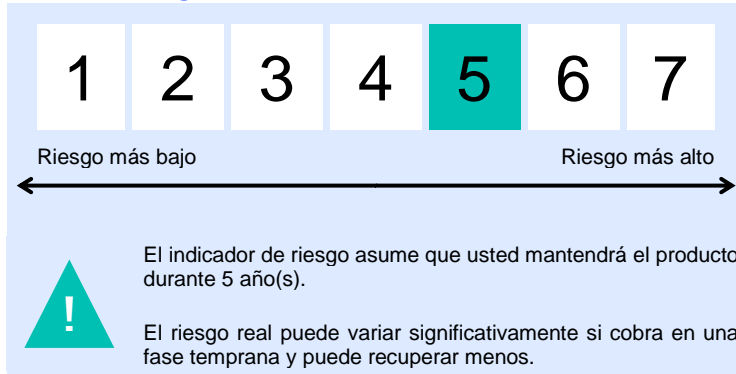 1 2 3 4 5 6 7
Riesgo más bajo Riesgo más alto
El indicador de riesgo asume que usted mantendrá el producto
durante 5 año(s).
!
El riesgo real puede variar significativamente si cobra en una
fase temprana y puede recuperar menos.